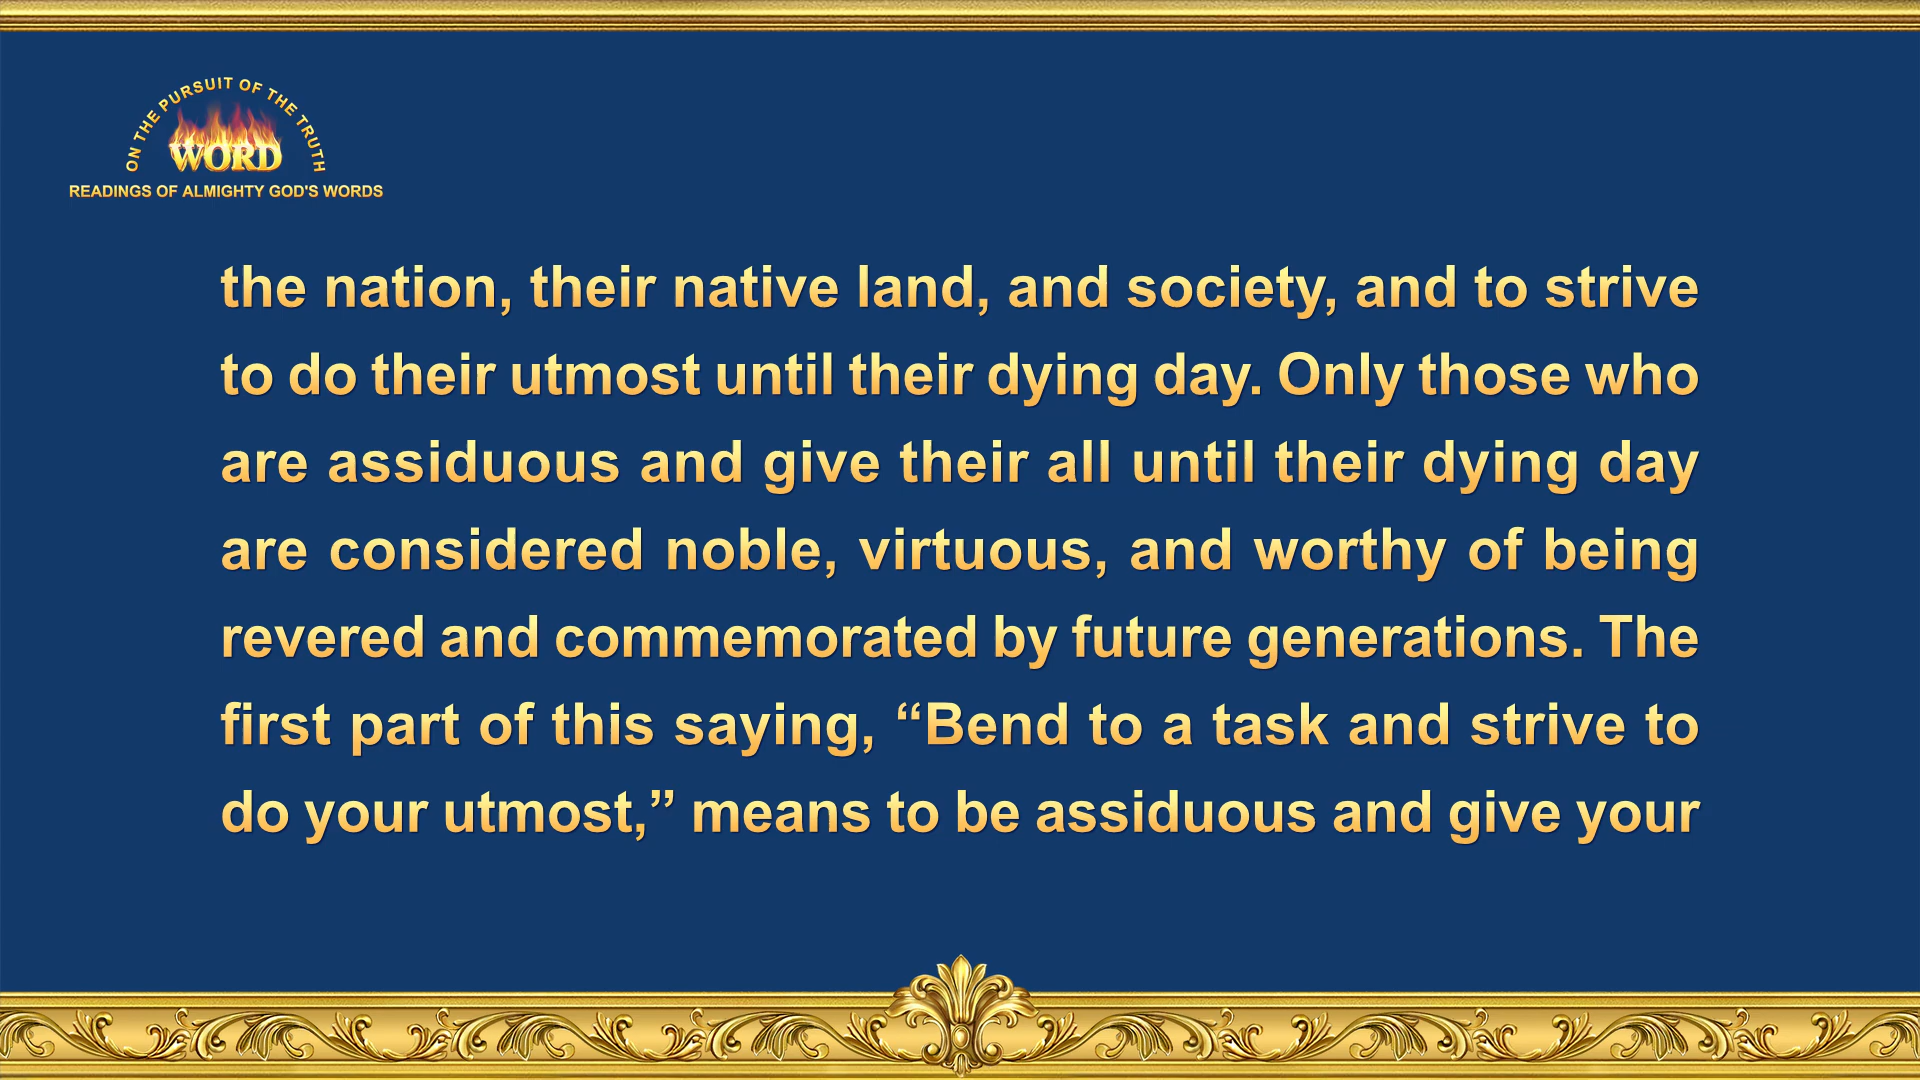 ON THE PURSUIT OF THE TRUTH
WORD
READINGS OF ALMIGHTY GOD'S WORDS
the nation, their native land, and society, and to strive
to do their utmost until their dying day. Only those who
are assiduous and give their all until their dying day
are considered noble, virtuous, and worthy of being
revered and commemorated by future generations. The
first part of this saying, “Bend to a task and strive to
do your utmost,” means to be assiduous and give your